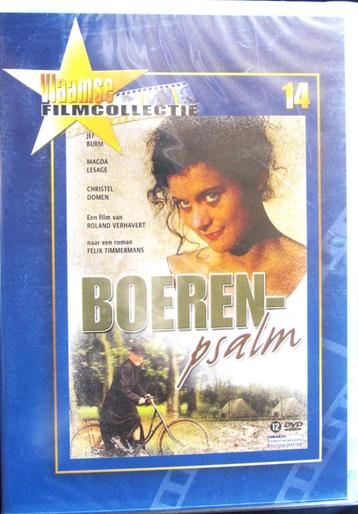 Vlaamse
FILMCOLLECTIE
14
JEF
BURM
MAGDA
LESAGE
CHRISTEL
DOMEN
Een film van
ROLAND VERHAVERT
naar een roman
FELIX TIMMERMANS
BOEREN-
psalm
12
DVD